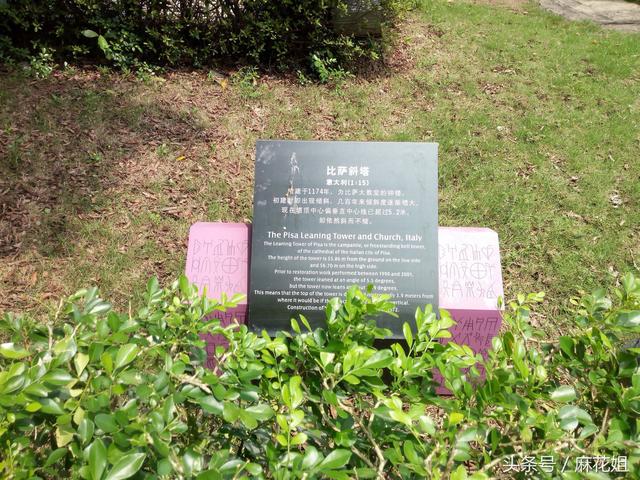 比萨斜塔
意大利(1:15)
始建于1174年，为比萨大教堂的钟楼。
初建时即出现倾斜，几百年来倾斜度逐渐增大，
现在塔顶中心偏垂直中心线已超过5.2米，
却依然斜而不倾。
The Pisa Leaning Tower and Church, Italy
The Leaning Tower of Pisa is the campanile, or freestanding bell tower,
of the cathedral of the Italian city of Pisa.
The height of the tower is 55.86 m from the ground on the low side
and 56.70 m on the high side.
Prior to restoration work performed between 1990 and 2001,
the tower leaned at an angle of 5.5 degrees,
but the tower now leans at degrees.
This means that the top of the tower is 3.9 meters from
where it would be if the vertical.
Construction
头条号 / 麻花姐